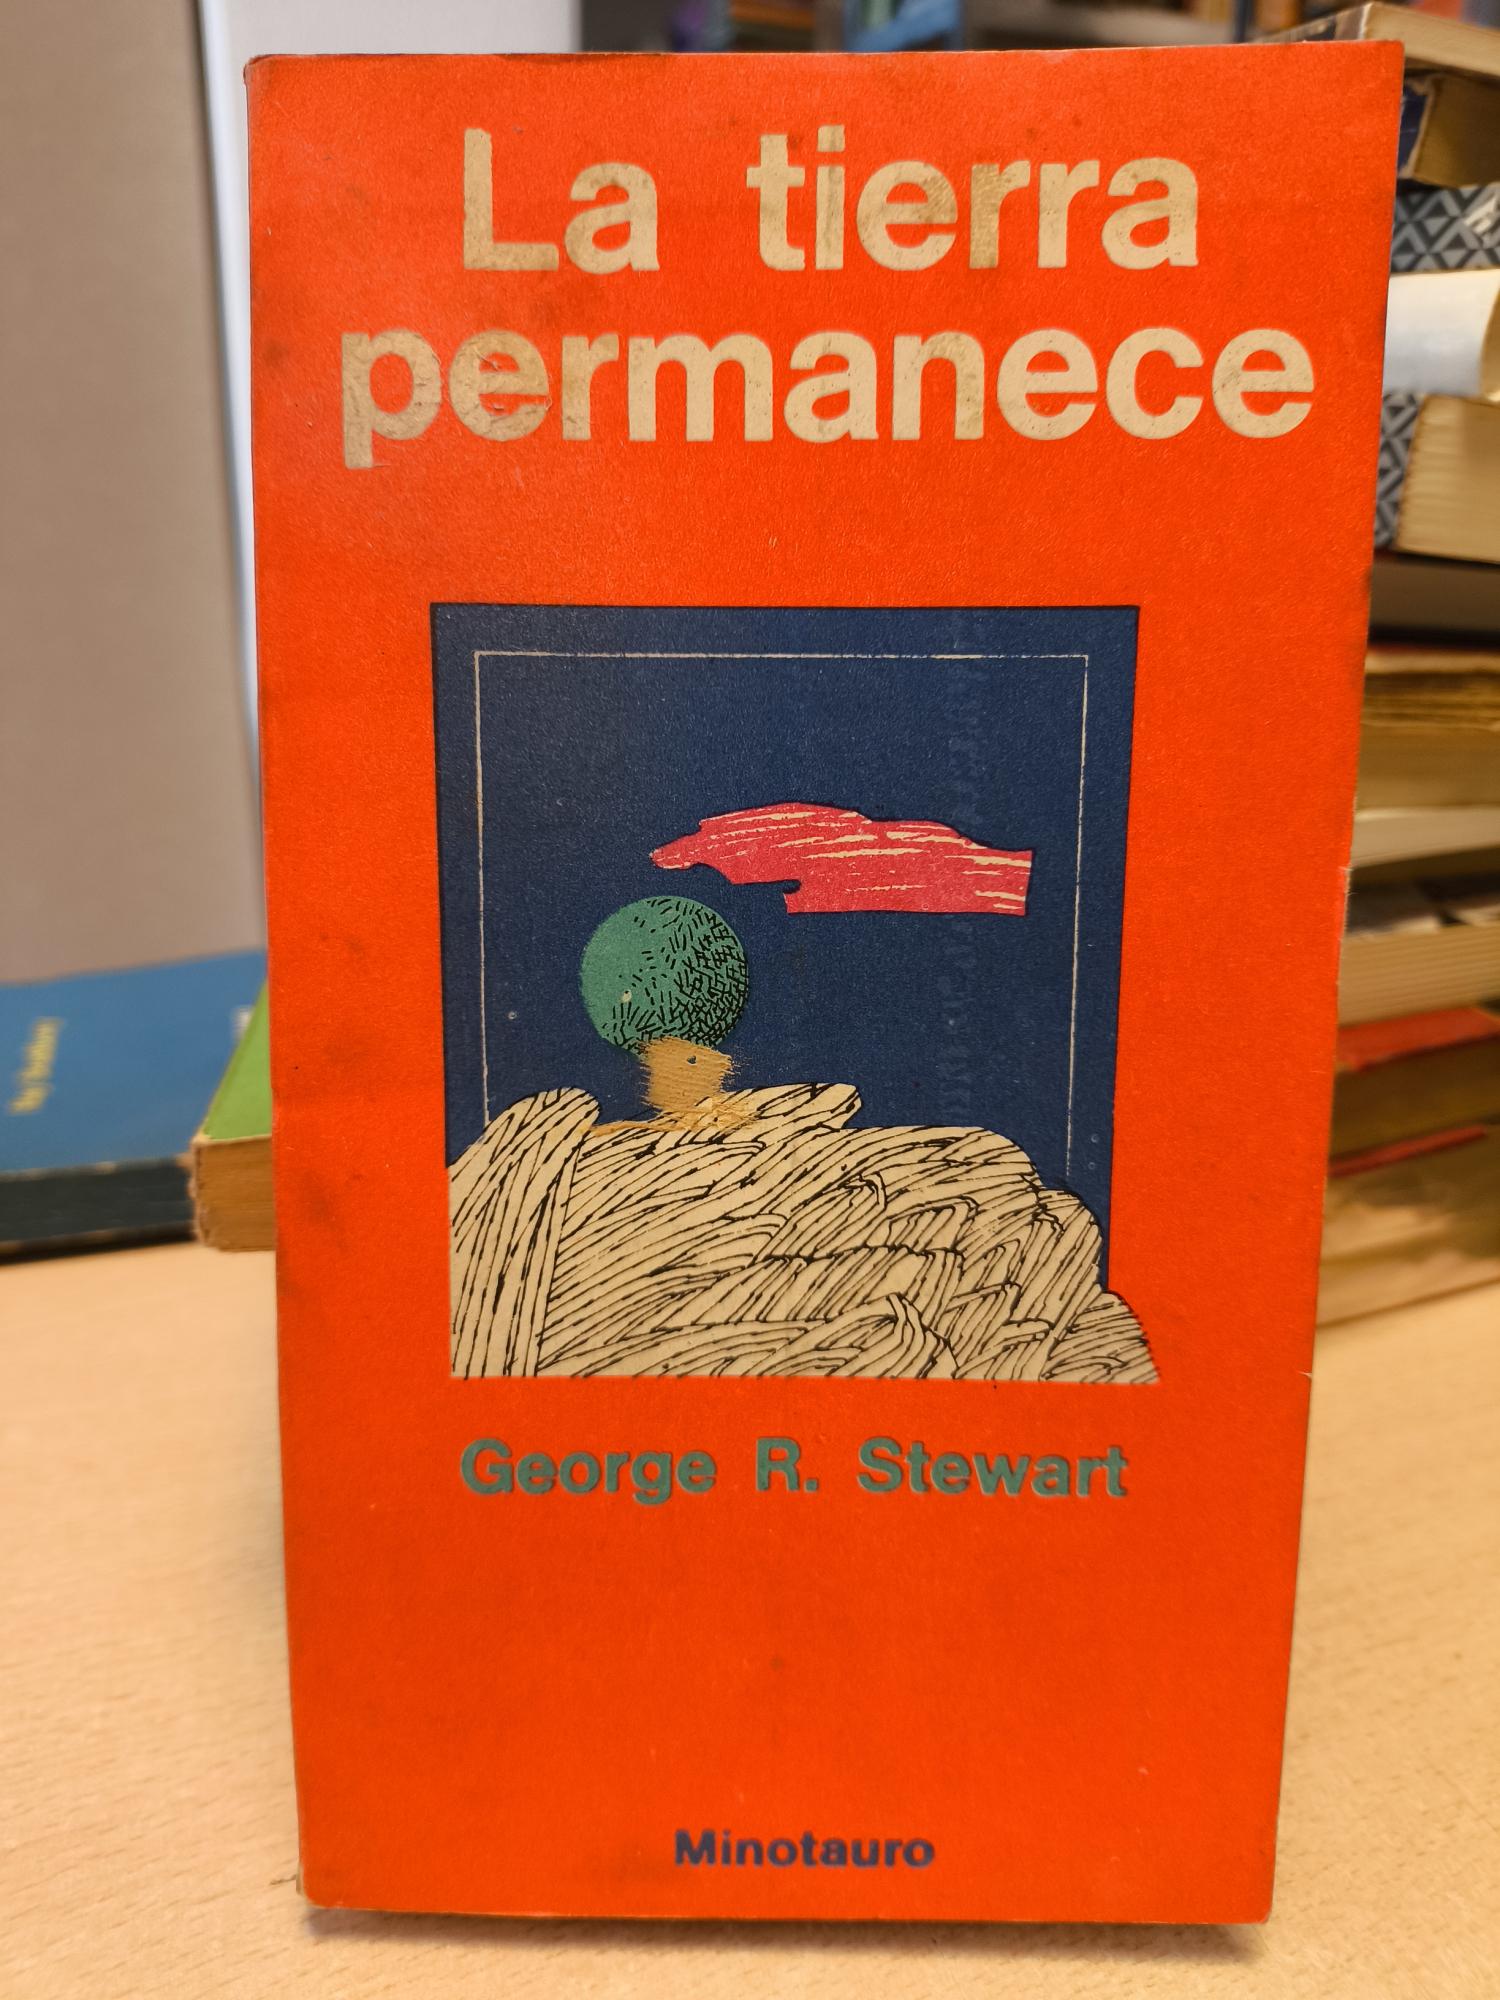 La tierra
permanece
George R. Stewart
Minotauro